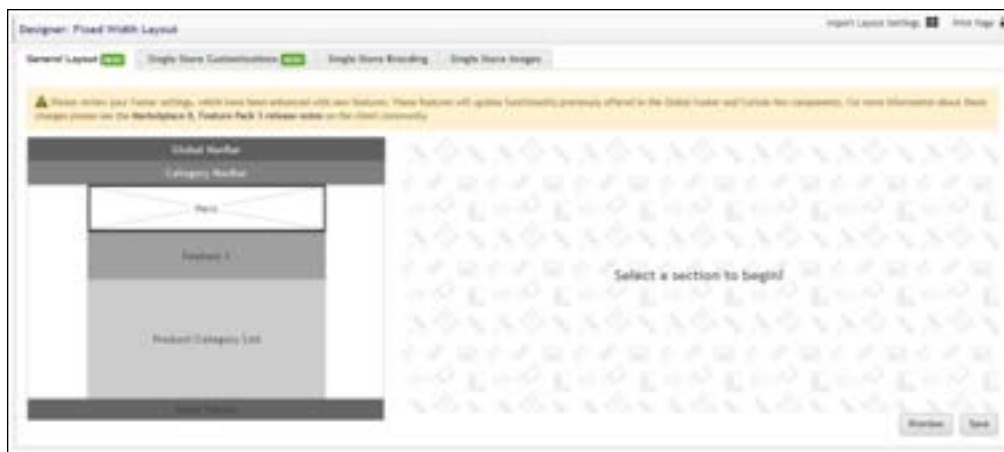 Designer: Fixed Width Layout
Import Layout Settings Print Page
General Layout NEW Single Store Customizations NEW Single Store Branding Single Store Images
Please review your Footer settings, which have been enhanced with new features. These features will update functionality previously offered in the Global Footer and components. For more information about these
changes please see the Marketplace 8, Feature Pack 3 release notes on the client community.
Global NavBar
Category NavBar
Hero
Feature 1
Select a section to begin!
Product Category List
Preview Save